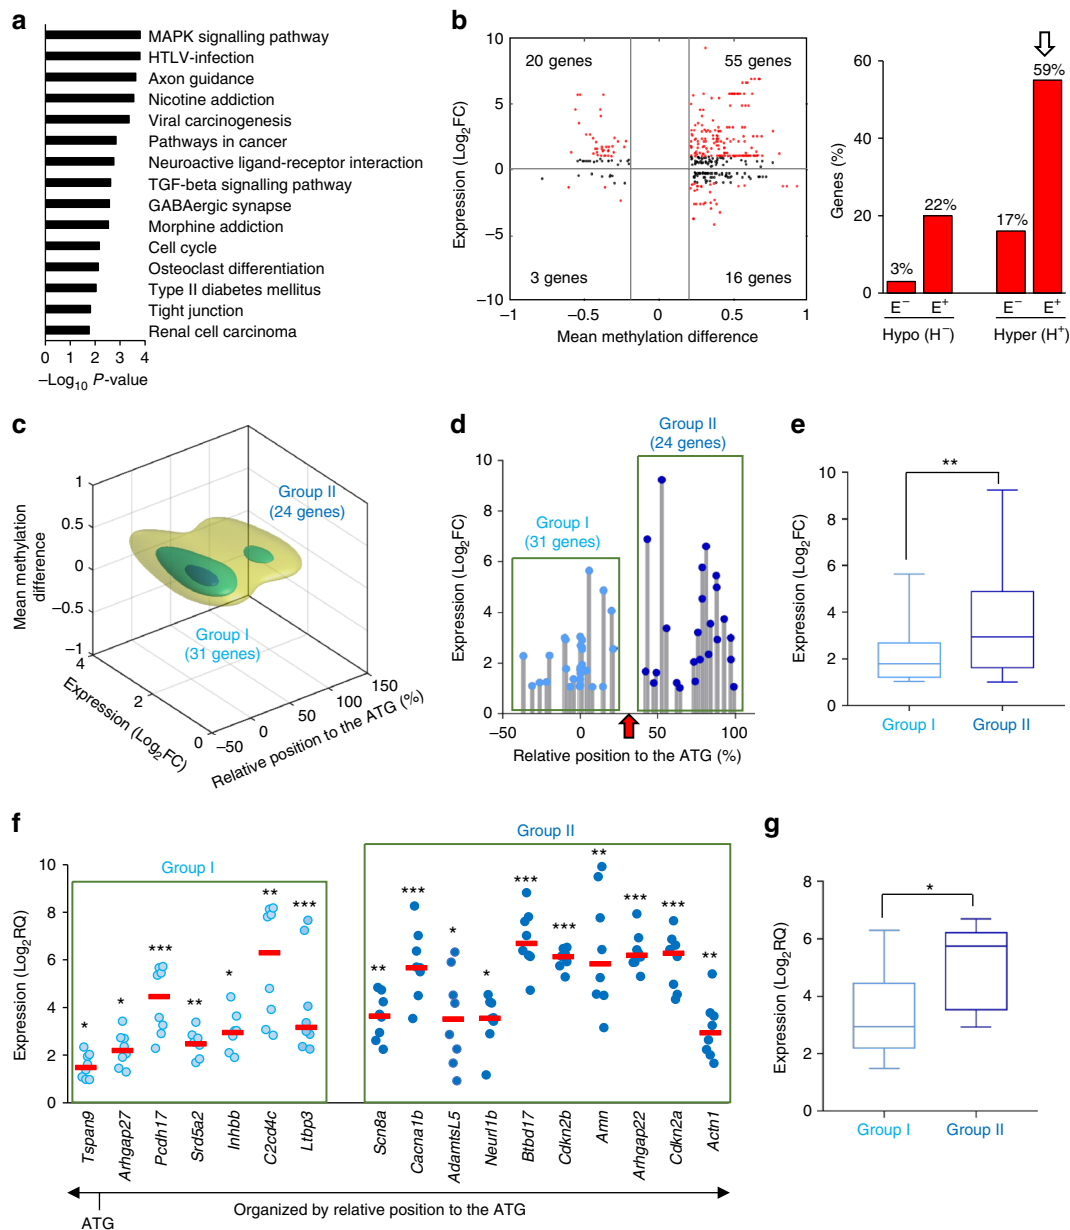 a
MAPK signalling pathway
HTLV-infection
Axon guidance
Nicotine addiction
Viral carcinogenesis
Pathways in cancer
Neuroactive ligand-receptor interaction
TGF-beta signalling pathway
GABAergic synapse
Morphine addiction
Cell cycle
Osteoclast differentiation
Type II diabetes mellitus
Tight junction
Renal cell carcinoma
0 1 2 3 4
–Log10 P-value
b
Expression (Log2FC)
10
5
0
–5
–10
20 genes
55 genes
3 genes
16 genes
–1 –0.5 0 0.5 1
Mean methylation difference
Genes (%)
60
40
20
0
3%
22%
17%
59%
E– E+ E– E+
Hypo (H–) Hyper (H+)
c
Mean methylation
difference
1
0.5
0
–0.5
–1
Group II
(24 genes)
Group I
(31 genes)
4
2
0
Expression (Log2FC)
–50
0
50
100
150
Relative position to the ATG (%)
d
Group II
(24 genes)
Group I
(31 genes)
Expression (Log2FC)
10
8
6
4
2
0
–50 0 50 100
Relative position to the ATG (%)
e
Expression (Log2FC)
10
8
6
4
2
0
**
Group I Group II
f
Group II
Group I
Expression (Log2RQ)
10
8
6
4
2
0
* * *** ** * ** ***
** *** * * *** *** ** *** *** **
Tspan9
Arhgap27
Pcdh17
Srd5a2
Inhbb
C2cd4c
Ltbp3
Scn8a
Cacna1b
AdamtsL5
Neurl1b
Btbd17
Cdkn2b
Amn
Arhgap22
Cdkn2a
Actn1
Organized by relative position to the ATG
ATG
g
Expression (Log2RQ)
8
6
4
2
0
*
Group I Group II